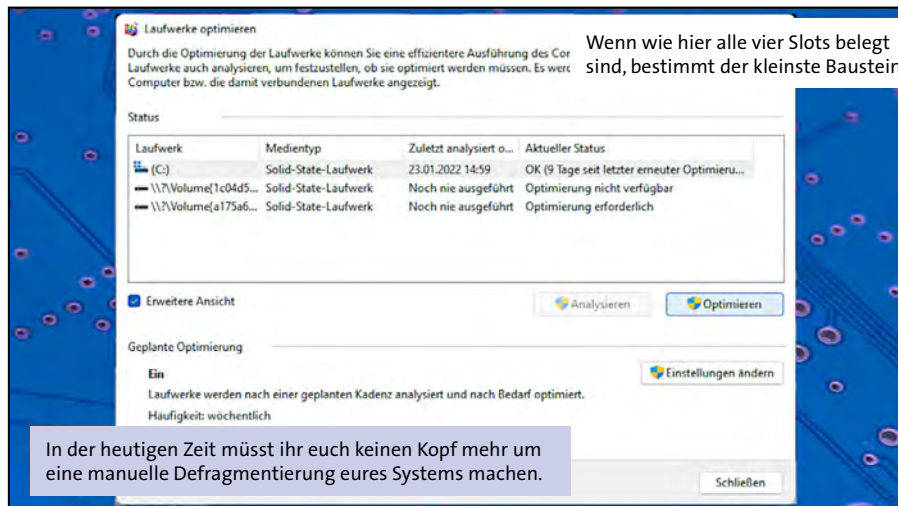 Laufwerke optimieren
Durch die Optimierung der Laufwerke können Sie eine effizientere Ausführung des
Laufwerke auch analysieren, um festzustellen, ob sie optimiert werden müssen. Es
Computer bzw. die damit verbundenen Laufwerke angezeigt.
Wenn wie hier alle vier Slots belegt
sind, bestimmt der kleinste Baustein
Status
Laufwerk Medientyp Zuletzt analysiert o... Aktueller Status
(C:) Solid-State-Laufwerk 23.01.2022 14:59 OK (9 Tage seit letzter erneuter Optimieru...
\\?\Volume{1c04d5... Solid-State-Laufwerk Noch nie ausgeführt Optimierung nicht verfügbar
\\?\Volume{a175a6... Solid-State-Laufwerk Noch nie ausgeführt Optimierung erforderlich
Erweitere Ansicht
Analysieren
Optimieren
Geplante Optimierung
Ein
Einstellungen ändern
Laufwerke werden nach einer geplanten Kadenz analysiert und nach Bedarf optimiert.
Häufigkeit: wöchentlich
In der heutigen Zeit müsst ihr euch keinen Kopf mehr um
eine manuelle Defragmentierung eures Systems machen.
Schließen